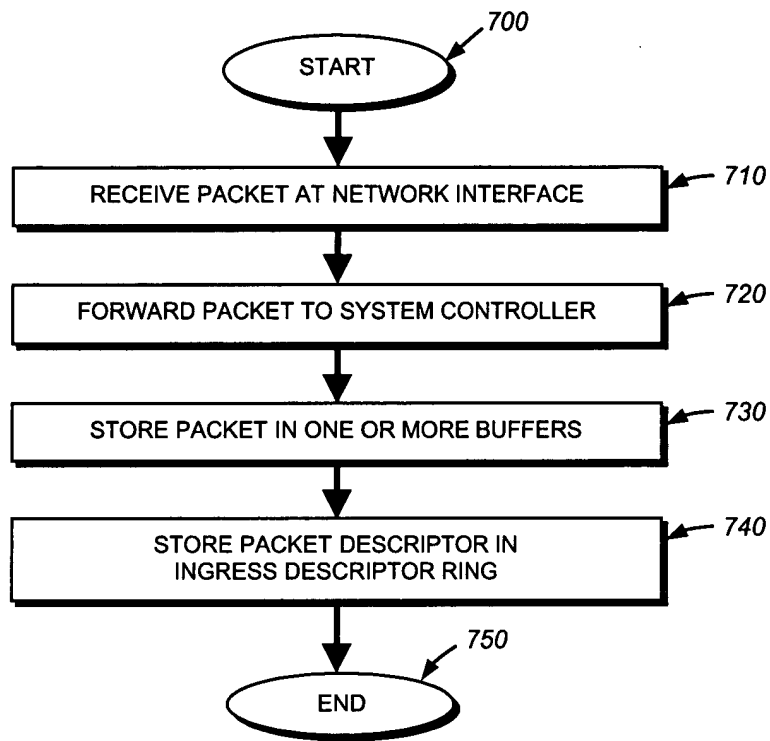 700
START
710
RECEIVE PACKET AT NETWORK INTERFACE
720
FORWARD PACKET TO SYSTEM CONTROLLER
730
STORE PACKET IN ONE OR MORE BUFFERS
740
STORE PACKET DESCRIPTOR IN
INGRESS DESCRIPTOR RING
750
END